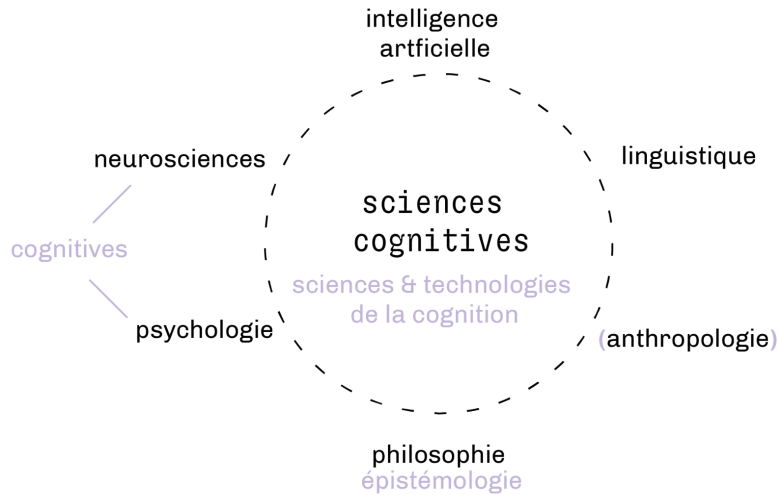 intelligence
artficielle
neurosciences
linguistique
sciences
cognitives
cognitives
sciences & technologies
de la cognition
psychologie
(anthropologie)
philosophie
épistémologie